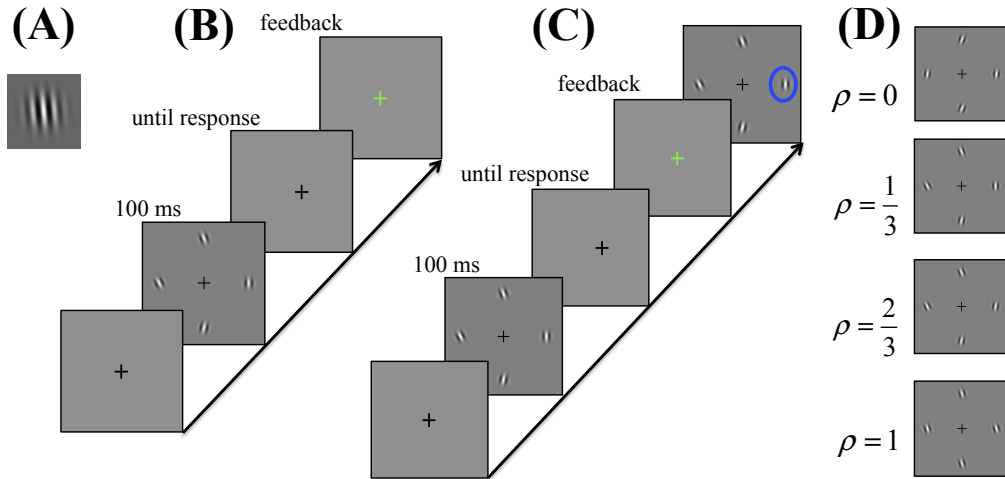 (A)
(B)
feedback
until response
100 ms
(C)
feedback
until response
100 ms
(D)
ρ = 0
ρ = 1/3
ρ = 2/3
ρ = 1